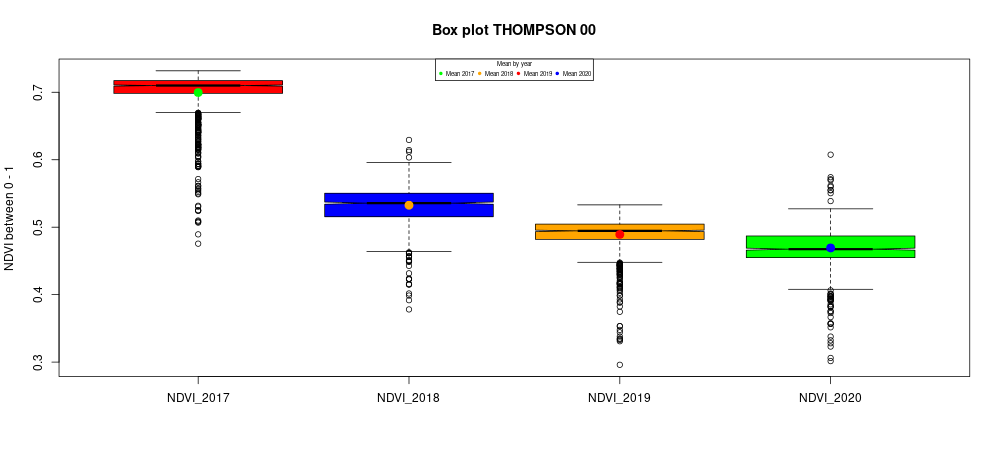 Box plot THOMPSON 00
Mean by year
Mean 2017 Mean 2018 Mean 2019 Mean 2020
NDVI between 0 - 1
0.7
0.6
0.5
0.4
0.3
NDVI_2017 NDVI_2018 NDVI_2019 NDVI_2020